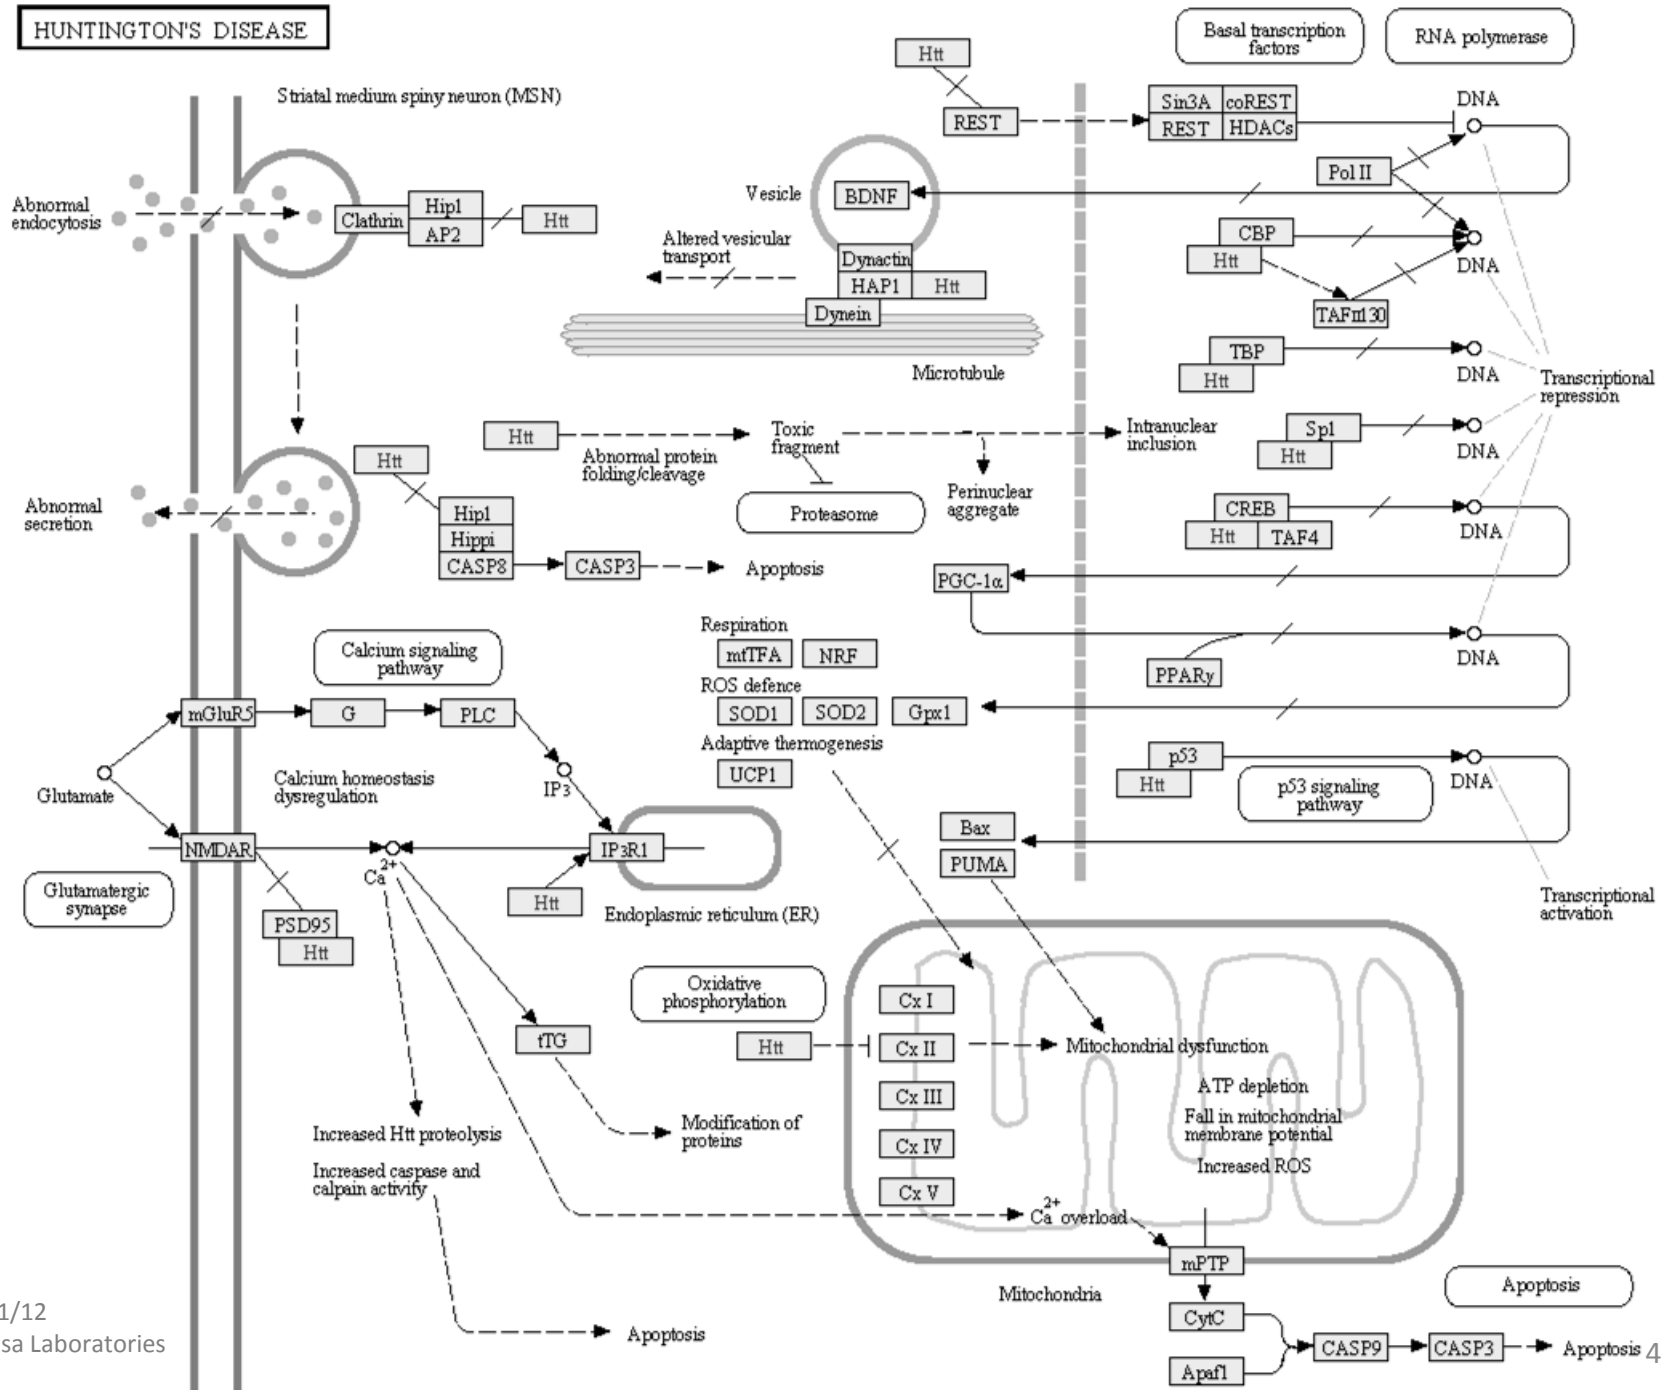 HUNTINGTON'S DISEASE
Basal transcription
factors
RNA polymerase
Striatal medium spiny neuron (MSN)
Htt
REST
Sin3A
coREST
REST
HDACs
DNA
Pol II
Abnormal
endocytosis
Clathrin
Hip1
AP2
Htt
Vesicle
BDNF
Altered vesicular
transport
Dynactin
HAP1
Htt
Dynein
Microtubule
CBP
Htt
DNA
TAFII130
TBP
Htt
DNA
Transcriptional
repression
Htt
Abnormal protein
folding/cleavage
Toxic
fragment
Intranuclear
inclusion
Perinuclear
aggregate
Proteasome
Sp1
Htt
DNA
Abnormal
secretion
Htt
Hip1
Hippi
CASP8
CASP3
Apoptosis
CREB
Htt
TAF4
DNA
PGC-1α
PPARγ
DNA
Respiration
mtTFA
NRF
ROS defence
SOD1
SOD2
Gpx1
Adaptive thermogenesis
UCP1
Calcium signaling
pathway
mGluR5
G
PLC
IP3
Glutamate
Calcium homeostasis
dysregulation
p53
Htt
DNA
p53 signaling
pathway
NMDAR
Ca2+
IP3R1
Htt
Endoplasmic reticulum (ER)
Bax
PUMA
Glutamatergic
synapse
PSD95
Htt
Transcriptional
activation
Oxidative
phosphorylation
Htt
Cx I
Cx II
Cx III
Cx IV
Cx V
Mitochondrial dysfunction
ATP depletion
Fall in mitochondrial
membrane potential
Increased ROS
tTG
Modification of
proteins
Increased Htt proteolysis
Increased caspase and
calpain activity
Ca2+ overload
mPTP
Mitochondria
Apoptosis
CytC
Apaf1
CASP9
CASP3
Apoptosis
Apoptosis
1/12
sa Laboratories
4